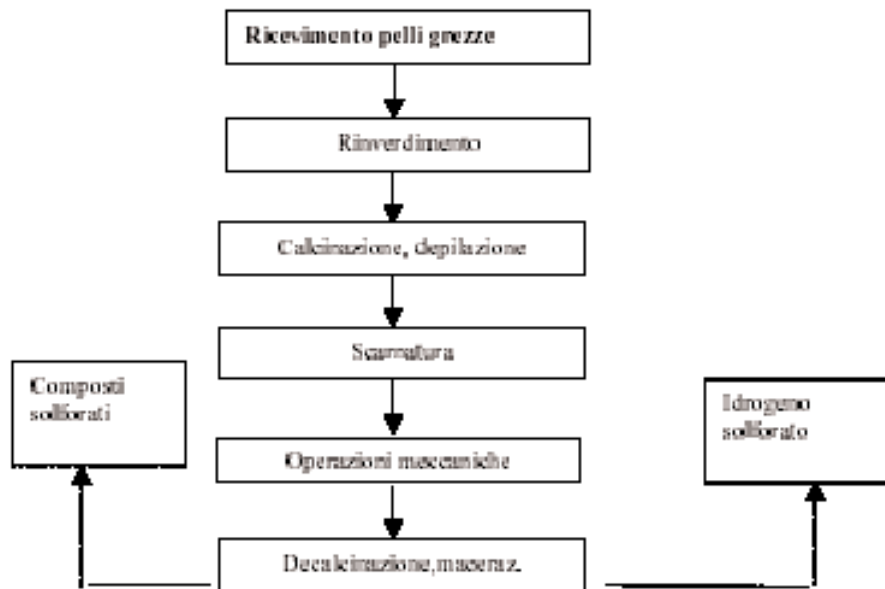 Ricevimento pelli grezze
Rinverdimento
Calcinazione, depilazione
Scarnatura
Composti
solforati
Idrogeno
solforato
Operazioni meccaniche
Decalcinazione,maceraz.